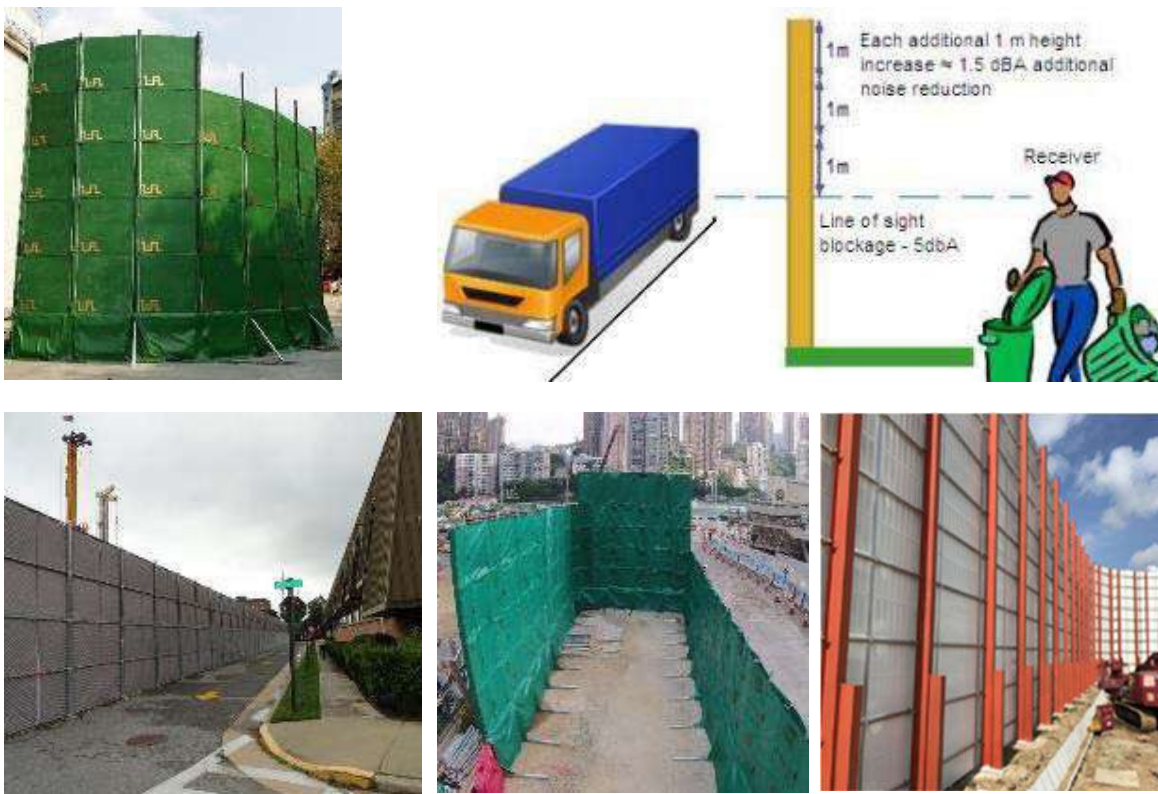 1m
Each additional 1 m height
increase ≈ 1.5 dBA additional
noise reduction
1m
1m
Receiver
Line of sight
blockage - 5dbA